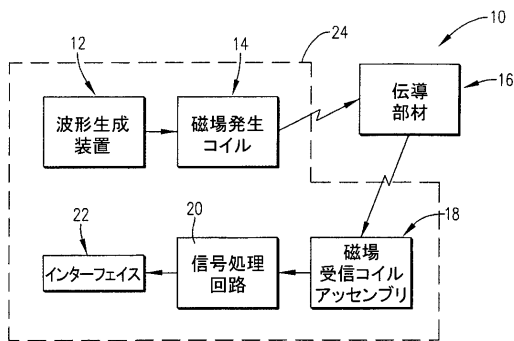 10
12
14
24
波形生成
装置
磁場発生
コイル
伝導
部材
16
22
20
18
インターフェイス
信号処理
回路
磁場
受信コイル
アッセンブリ